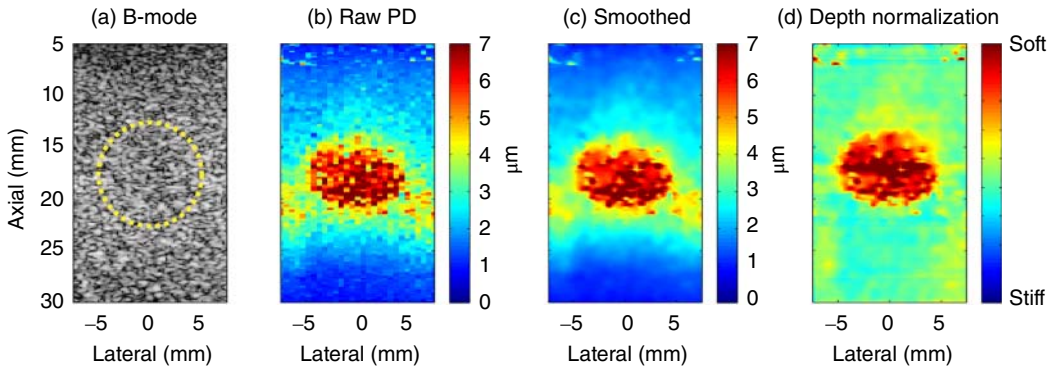 (a) B-mode
(b) Raw PD
(c) Smoothed
(d) Depth normalization
5
10
15
20
25
30
Axial (mm)
−5 0 5
Lateral (mm)
7
6
5
4
3
2
1
0
μm
−5 0 5
Lateral (mm)
7
6
5
4
3
2
1
0
μm
−5 0 5
Lateral (mm)
Soft
Stiff
−5 0 5
Lateral (mm)